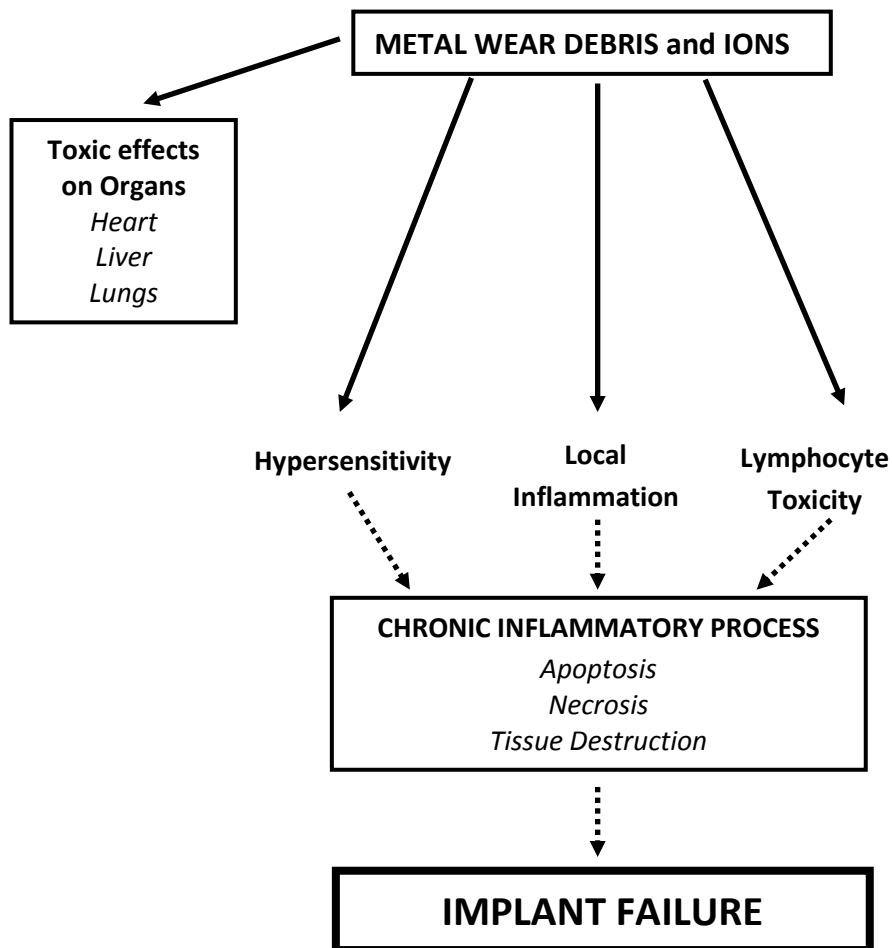 METAL WEAR DEBRIS and IONS
Toxic effects
on Organs
Heart
Liver
Lungs
Hypersensitivity
Local
Inflammation
Lymphocyte
Toxicity
CHRONIC INFLAMMATORY PROCESS
Apoptosis
Necrosis
Tissue Destruction
IMPLANT FAILURE